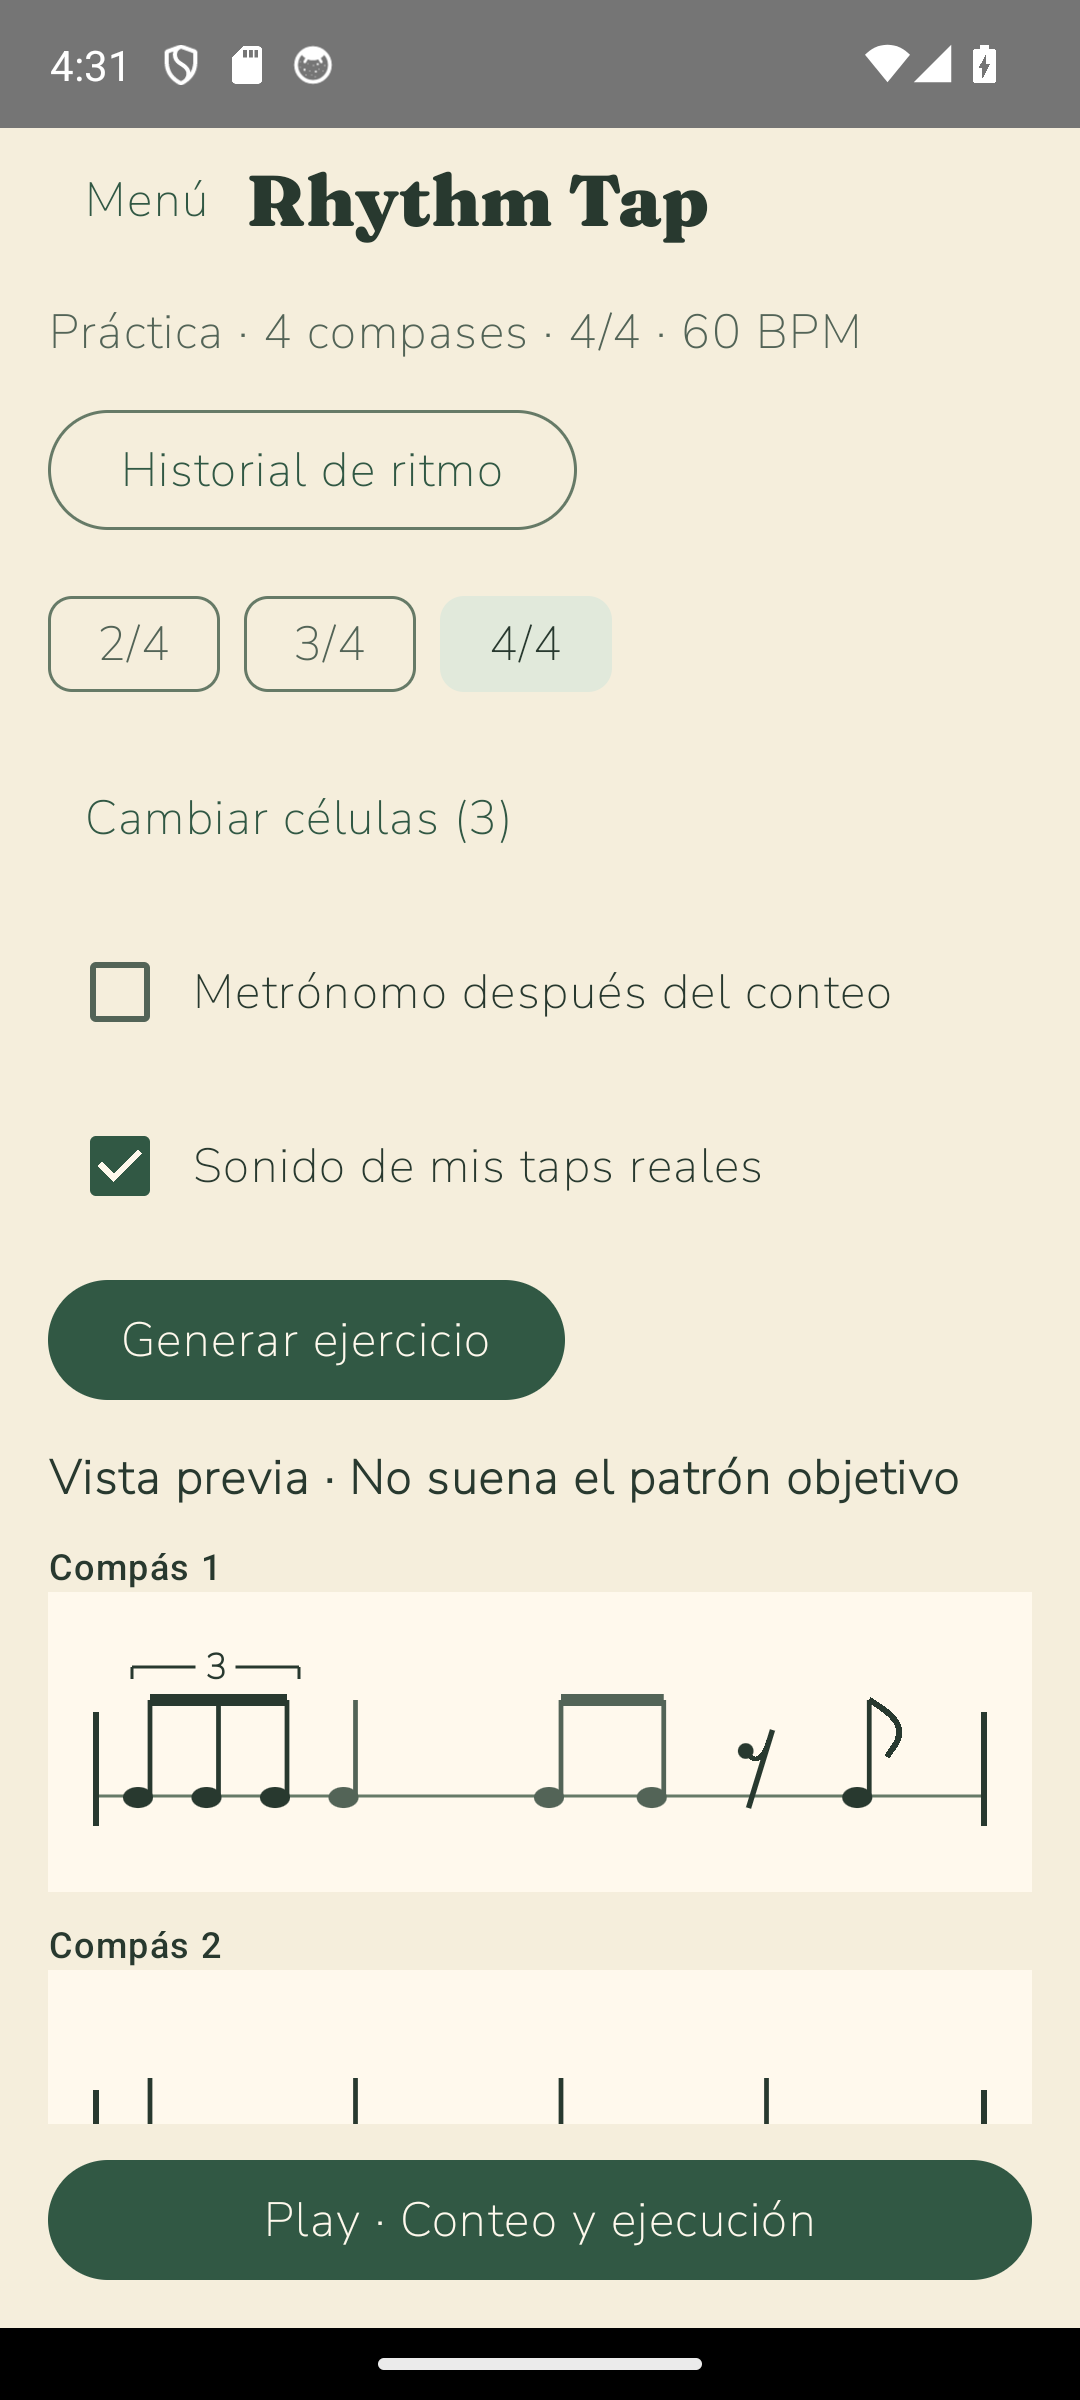 4:31
Menú Rhythm Tap
Práctica · 4 compases · 4/4 · 60 BPM
Historial de ritmo
2/4 3/4 4/4
Cambiar células (3)
Metrónomo después del conteo
Sonido de mis taps reales
Generar ejercicio
Vista previa · No suena el patrón objetivo
Compás 1
3
Compás 2
Play · Conteo y ejecución